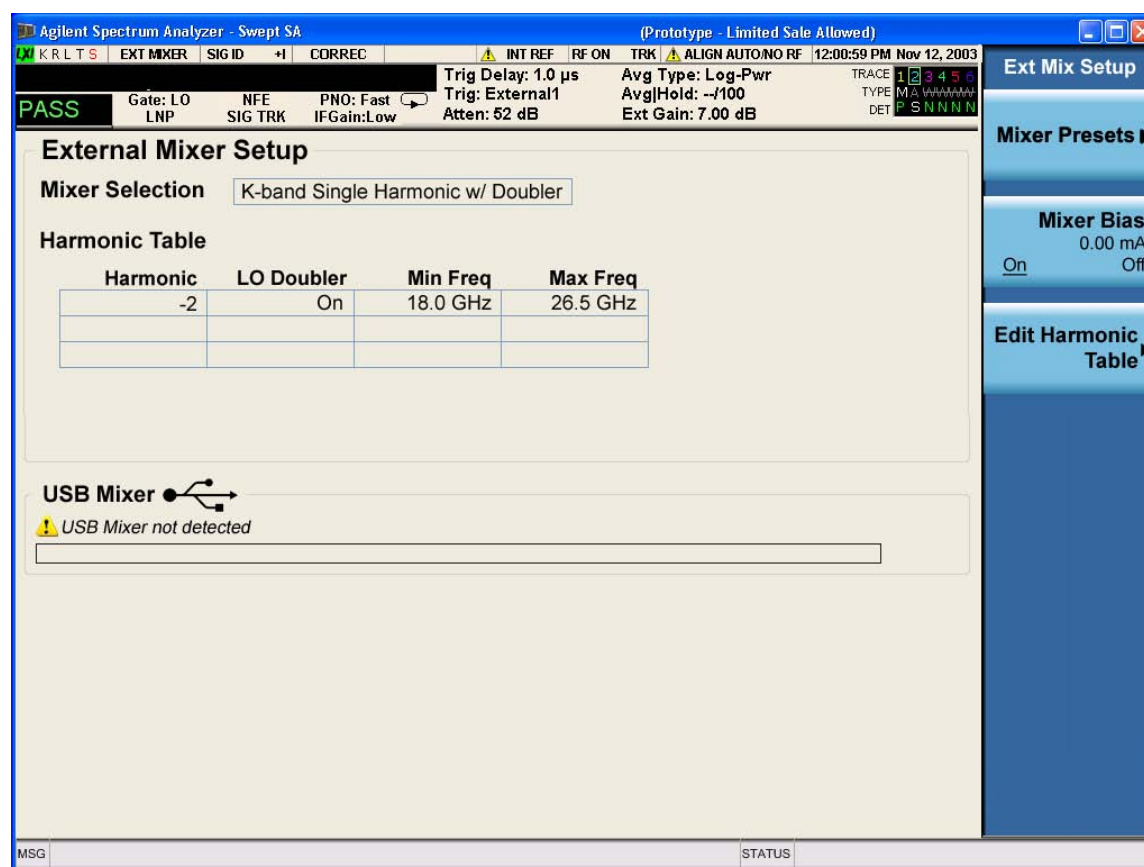 Agilent Spectrum Analyzer - Swept SA (Prototype - Limited Sale Allowed)
LXI K R L T S EXT MIXER SIG ID +I CORREC INT REF RF ON TRK ALIGN AUTO/NO RF 12:00:59 PM Nov 12, 2003
PASS
Gate: LO
LNP
NFE
SIG TRK
PNO: Fast
IFGain:Low
Trig Delay: 1.0 µs
Trig: External1
Atten: 52 dB
Avg Type: Log-Pwr
Avg|Hold: --/100
Ext Gain: 7.00 dB
TRACE 1 2 3 4 5 6
TYPE M A W W W W
DET P S N N N N
Ext Mix Setup
Mixer Presets
Mixer Bias
0.00 mA
On Off
Edit Harmonic
Table
External Mixer Setup
Mixer Selection K-band Single Harmonic w/ Doubler
Harmonic Table
Harmonic LO Doubler Min Freq Max Freq
-2 On 18.0 GHz 26.5 GHz
USB Mixer
USB Mixer not detected
MSG STATUS